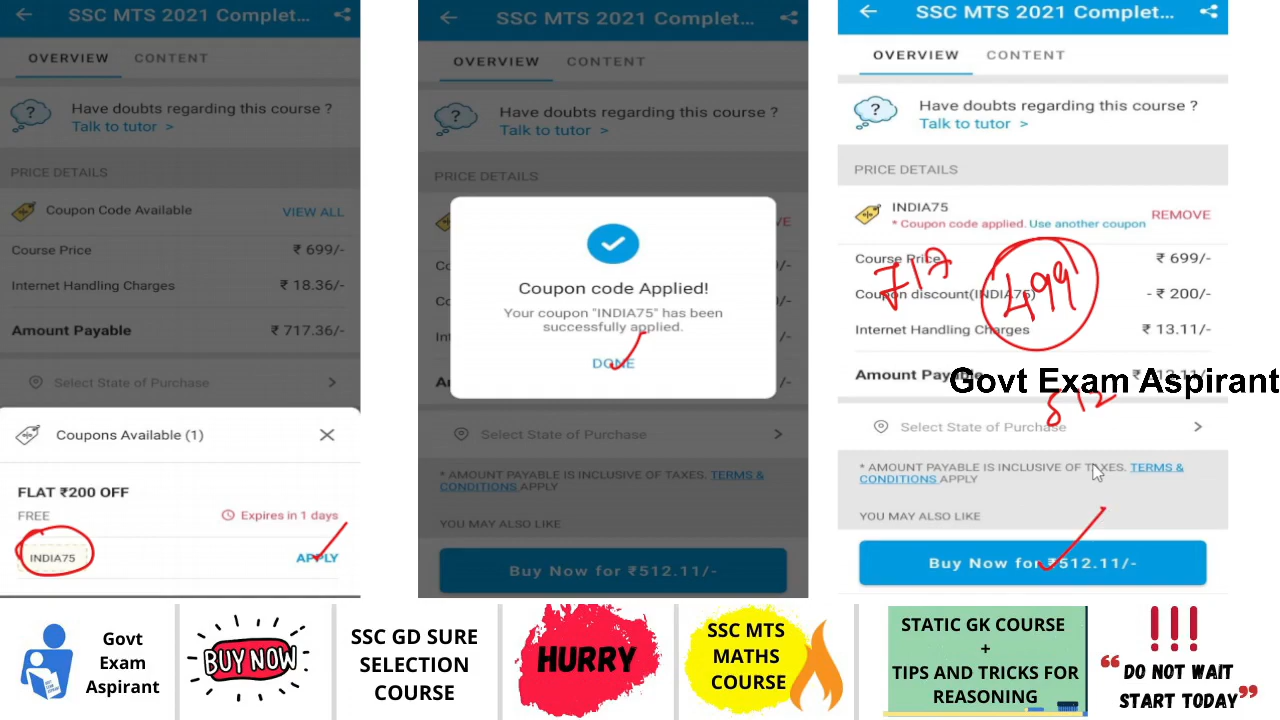 SSC MTS 2021 Complet...
OVERVIEW CONTENT
Have doubts regarding this course ?
Talk to tutor >
PRICE DETAILS
Coupon Code Available VIEW ALL
Course Price ₹ 699/-
Internet Handling Charges ₹ 18.36/-
Amount Payable ₹ 717.36/-
Select State of Purchase >
Coupons Available (1)
FLAT ₹200 OFF
FREE Expires in 1 days
INDIA75 APPLY
SSC MTS 2021 Complet...
OVERVIEW CONTENT
Have doubts regarding this course ?
Talk to tutor >
PRICE DETAILS
Coupon code Applied!
Your coupon "INDIA75" has been
successfully applied.
DONE
Select State of Purchase >
* AMOUNT PAYABLE IS INCLUSIVE OF TAXES. TERMS &
CONDITIONS APPLY
YOU MAY ALSO LIKE
Buy Now for ₹512.11/-
SSC MTS 2021 Complet...
OVERVIEW CONTENT
Have doubts regarding this course ?
Talk to tutor >
PRICE DETAILS
INDIA75
* Coupon code applied. Use another coupon REMOVE
Course Price ₹ 699/-
717 499
Coupon discount(INDIA75) - ₹ 200/-
Internet Handling Charges ₹ 13.11/-
Amount Payable
Govt Exam Aspirant
512
Select State of Purchase >
* AMOUNT PAYABLE IS INCLUSIVE OF TAXES. TERMS &
CONDITIONS APPLY
YOU MAY ALSO LIKE
Buy Now for ₹512.11/-
Govt
Exam
Aspirant
BUY NOW
SSC GD SURE
SELECTION
COURSE
HURRY
SSC MTS
MATHS
COURSE
STATIC GK COURSE
+
TIPS AND TRICKS FOR
REASONING
!!!
“DO NOT WAIT
START TODAY”